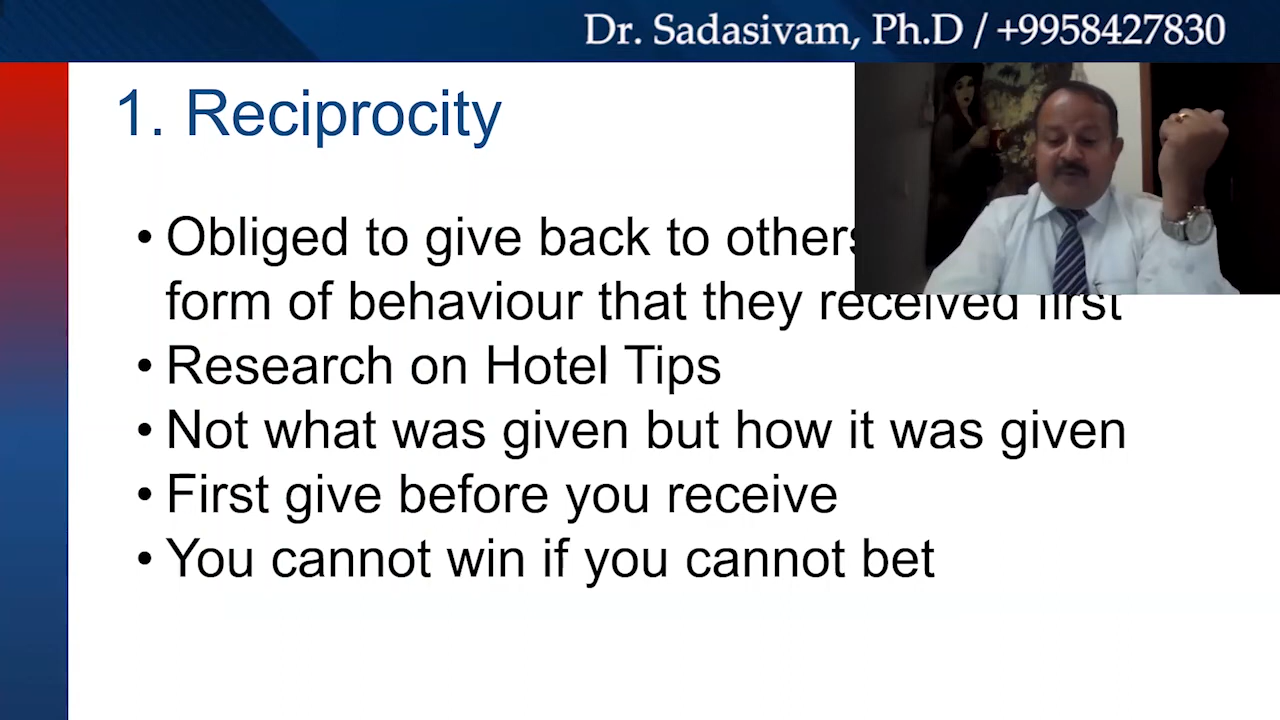 Dr. Sadasivam, Ph.D / +9958427830
1. Reciprocity
• Obliged to give back to others
form of behaviour that they received first
• Research on Hotel Tips
• Not what was given but how it was given
• First give before you receive
• You cannot win if you cannot bet